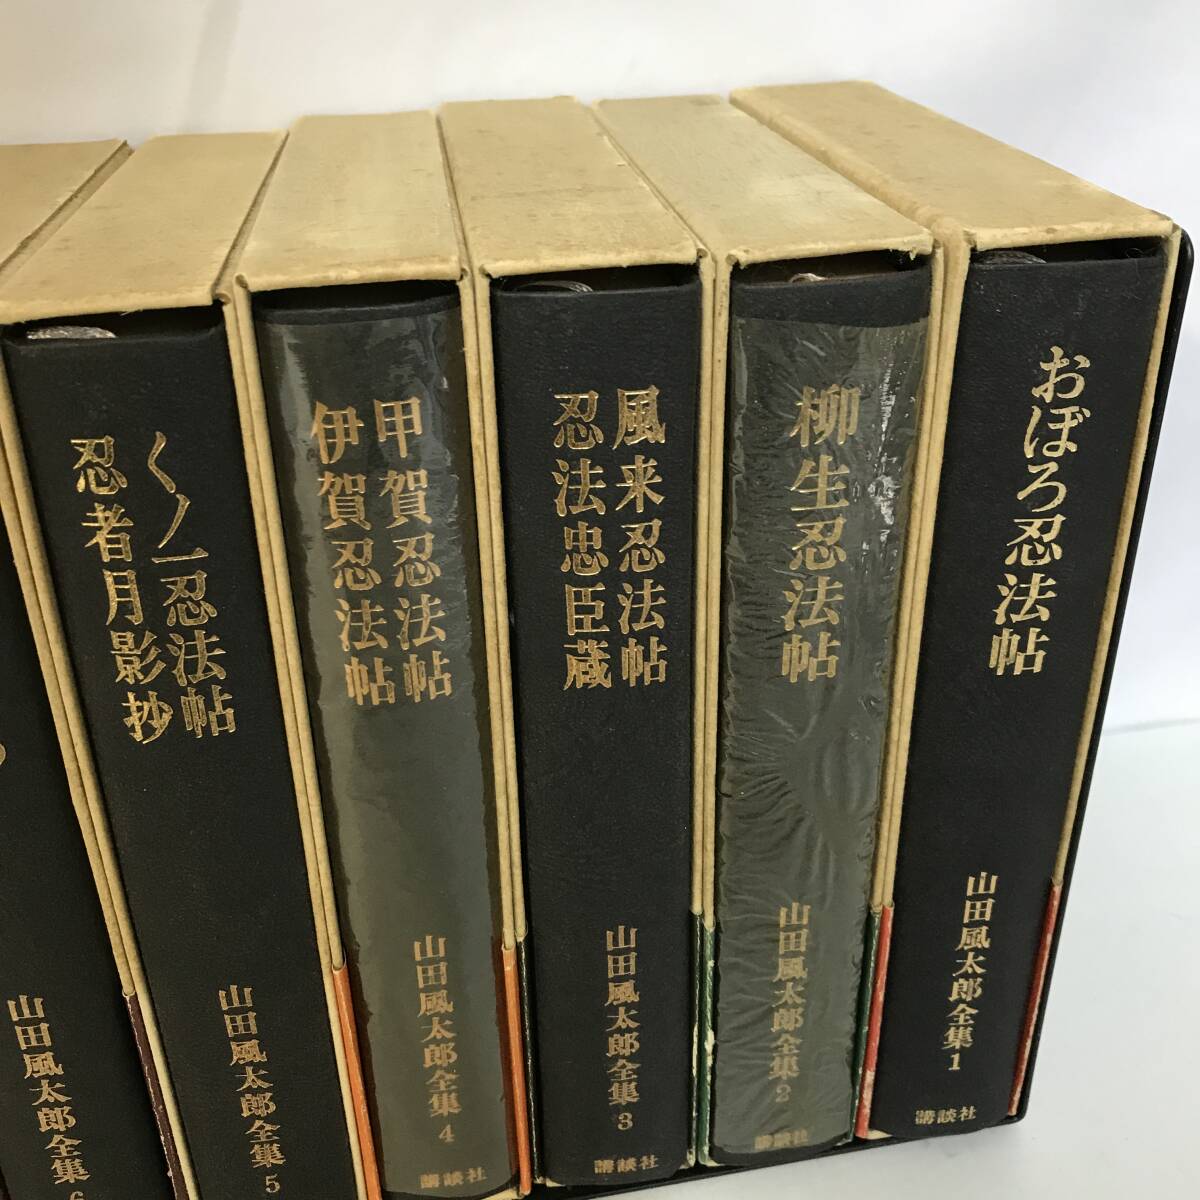 おぼろ忍法帖
山田風太郎全集1
講談社
柳生忍法帖
山田風太郎全集2
講談社
風来忍法帖
忍法忠臣蔵
山田風太郎全集3
講談社
甲賀忍法帖
伊賀忍法帖
山田風太郎全集4
講談社
くノ一忍法帖
忍者月影抄
山田風太郎全集5
山田風太郎全集6